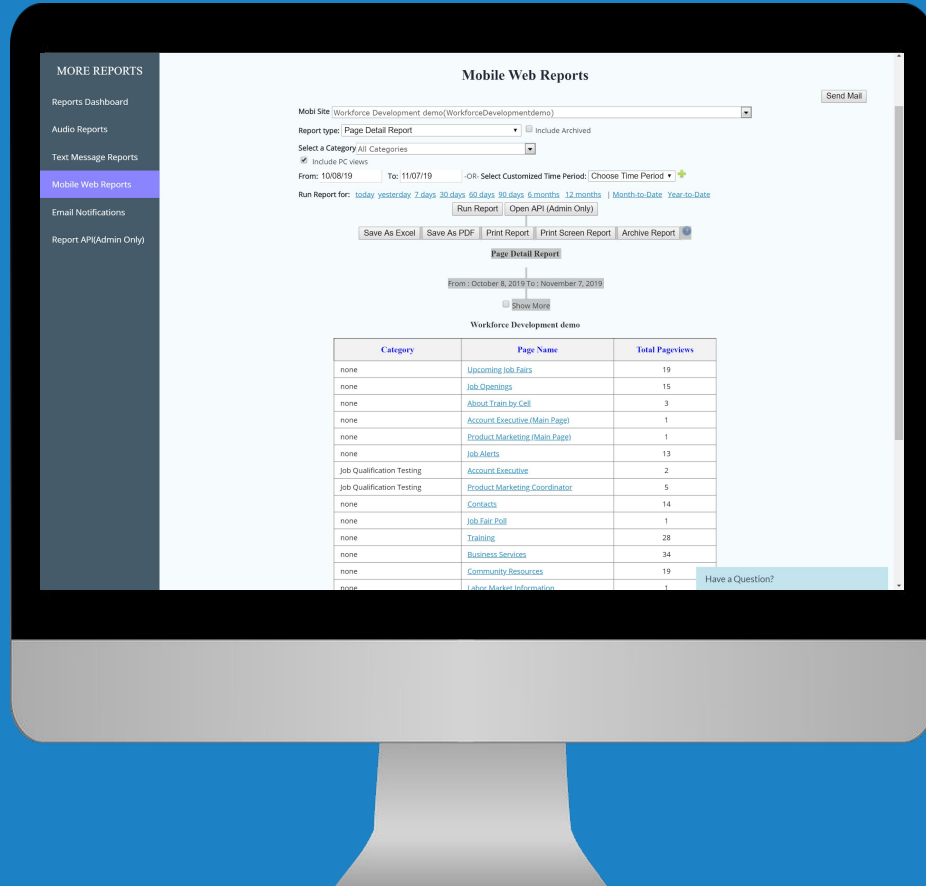 MORE REPORTS
Reports Dashboard
Audio Reports
Text Message Reports
Mobile Web Reports
Email Notifications
Report API(Admin Only)
Mobile Web Reports
Send Mail
Mobi Site Workforce Development demo(WorkforceDevelopmentdemo)
Report type: Page Detail Report Include Archived
Select a Category All Categories
Include PC views
From: 10/08/19 To: 11/07/19 -OR- Select Customized Time Period: Choose Time Period
Run Report for: today yesterday 7 days 30 days 60 days 90 days 6 months 12 months | Month-to-Date Year-to-Date
Run Report Open API (Admin Only)
Save As Excel Save As PDF Print Report Print Screen Report Archive Report ?
Page Detail Report
From : October 8, 2019 To : November 7, 2019
Show More
Workforce Development demo
Category Page Name Total Pageviews
none Upcoming Job Fairs 19
none Job Openings 15
none About Train by Cell 3
none Account Executive (Main Page) 1
none Product Marketing (Main Page) 1
none Job Alerts 13
Job Qualification Testing Account Executive 2
Job Qualification Testing Product Marketing Coordinator 5
none Contacts 14
none Job Fair Poll 1
none Training 28
none Business Services 34
none Community Resources 19
none Labor Market Information 1
Have a Question?